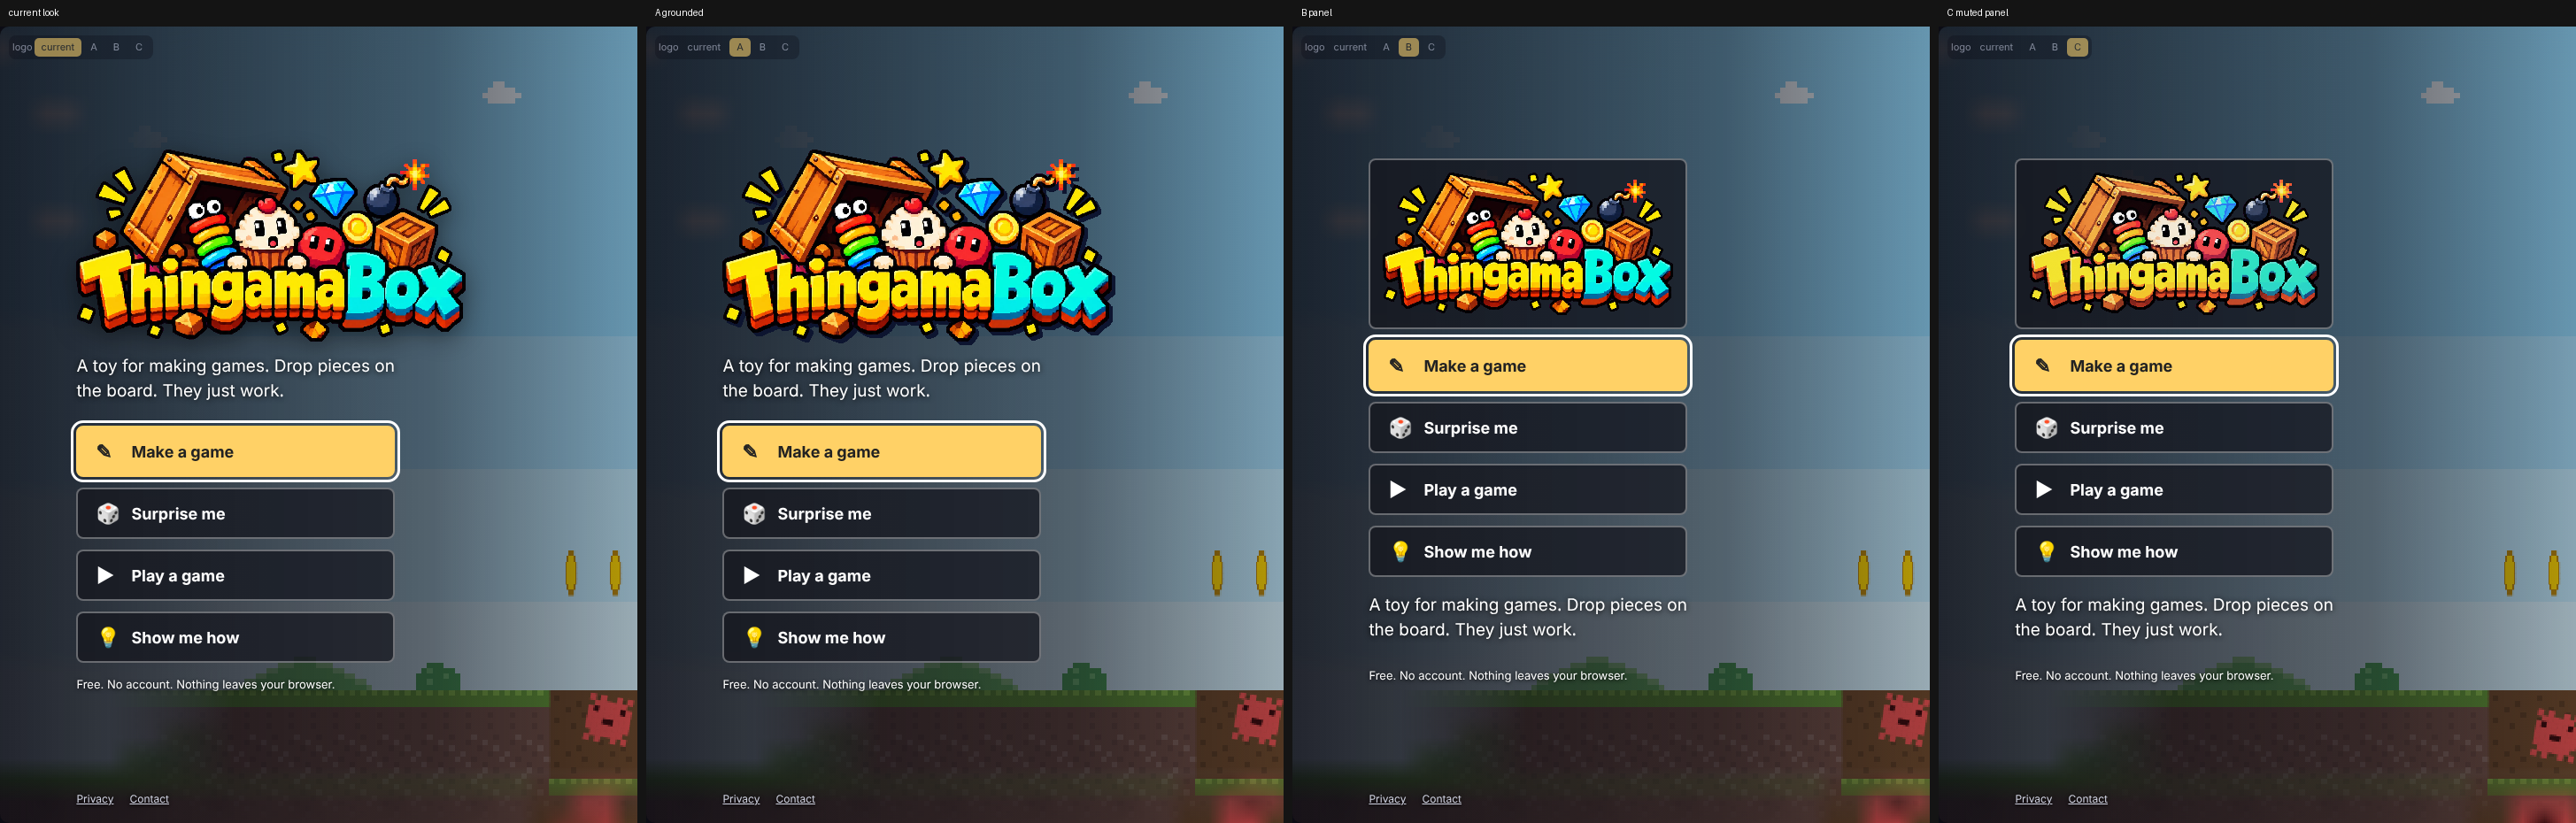 current look
logo current A B C
ThingamaBox
A toy for making games. Drop pieces on
the board. They just work.
Make a game
Surprise me
Play a game
Show me how
Free. No account. Nothing leaves your browser.
Privacy Contact
A grounded
logo current A B C
ThingamaBox
A toy for making games. Drop pieces on
the board. They just work.
Make a game
Surprise me
Play a game
Show me how
Free. No account. Nothing leaves your browser.
Privacy Contact
B panel
logo current A B C
ThingamaBox
Make a game
Surprise me
Play a game
Show me how
A toy for making games. Drop pieces on
the board. They just work.
Free. No account. Nothing leaves your browser.
Privacy Contact
C muted panel
logo current A B C
ThingamaBox
Make a game
Surprise me
Play a game
Show me how
A toy for making games. Drop pieces on
the board. They just work.
Free. No account. Nothing leaves your browser.
Privacy Contact